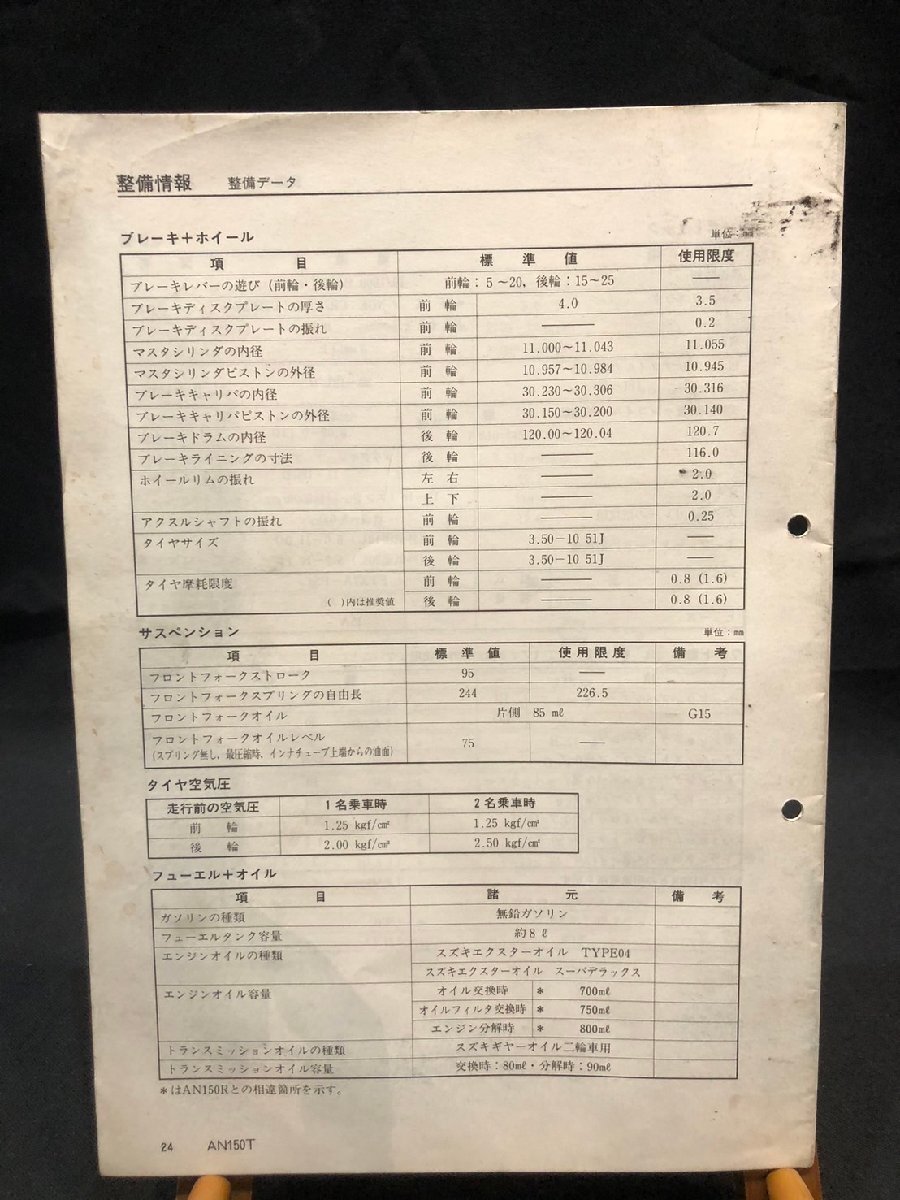 整備情報 整備データ
ブレーキ+ホイール 単位:mm
項 目 標 準 値 使用限度
ブレーキレバーの遊び (前輪・後輪) 前輪: 5~20, 後輪:15~25 ——
ブレーキディスクプレートの厚さ 前 輪 4.0 3.5
ブレーキディスクプレートの振れ 前 輪 —— 0.2
マスタシリンダの内径 前 輪 11.000~11.043 11.055
マスタシリンダピストンの外径 前 輪 10.957~10.984 10.945
ブレーキキャリパの内径 前 輪 30.230~30.306 30.316
ブレーキキャリパピストンの外径 前 輪 30.150~30.200 30.140
ブレーキドラムの内径 後 輪 120.00~120.04 120.7
ブレーキライニングの寸法 後 輪 —— 116.0
ホイールリムの振れ 左 右 —— 2.0
上 下 —— 2.0
アクスルシャフトの振れ 前 輪 —— 0.25
タイヤサイズ 前 輪 3.50-10 51J ——
後 輪 3.50-10 51J ——
タイヤ摩耗限度 前 輪 —— 0.8 (1.6)
( )内は推奨値 後 輪 —— 0.8 (1.6)
サスペンション 単位:mm
項 目 標 準 値 使 用 限 度 備 考
フロントフォークストローク 95 ——
フロントフォークスプリングの自由長 244 226.5
フロントフォークオイル 片側 85 mℓ G15
フロントフォークオイルレベル 75 ——
(スプリング無し, 最圧縮時, インナチューブ上端からの油面)
タイヤ空気圧
走行前の空気圧 1名乗車時 2名乗車時
前 輪 1.25 kgf/cm² 1.25 kgf/cm²
後 輪 2.00 kgf/cm² 2.50 kgf/cm²
フューエル+オイル
項 目 諸 元 備 考
ガソリンの種類 無鉛ガソリン
フューエルタンク容量 約8 ℓ
エンジンオイルの種類 スズキエクスターオイル TYPE04
スズキエクスターオイル スーパデラックス
エンジンオイル容量 オイル交換時 * 700mℓ
オイルフィルタ交換時 * 750mℓ
エンジン分解時 * 800mℓ
トランスミッションオイルの種類 スズキギヤーオイル二輪車用
トランスミッションオイル容量 交換時:80mℓ・分解時:90mℓ
*はAN150Rとの相違箇所を示す。
24 AN150T